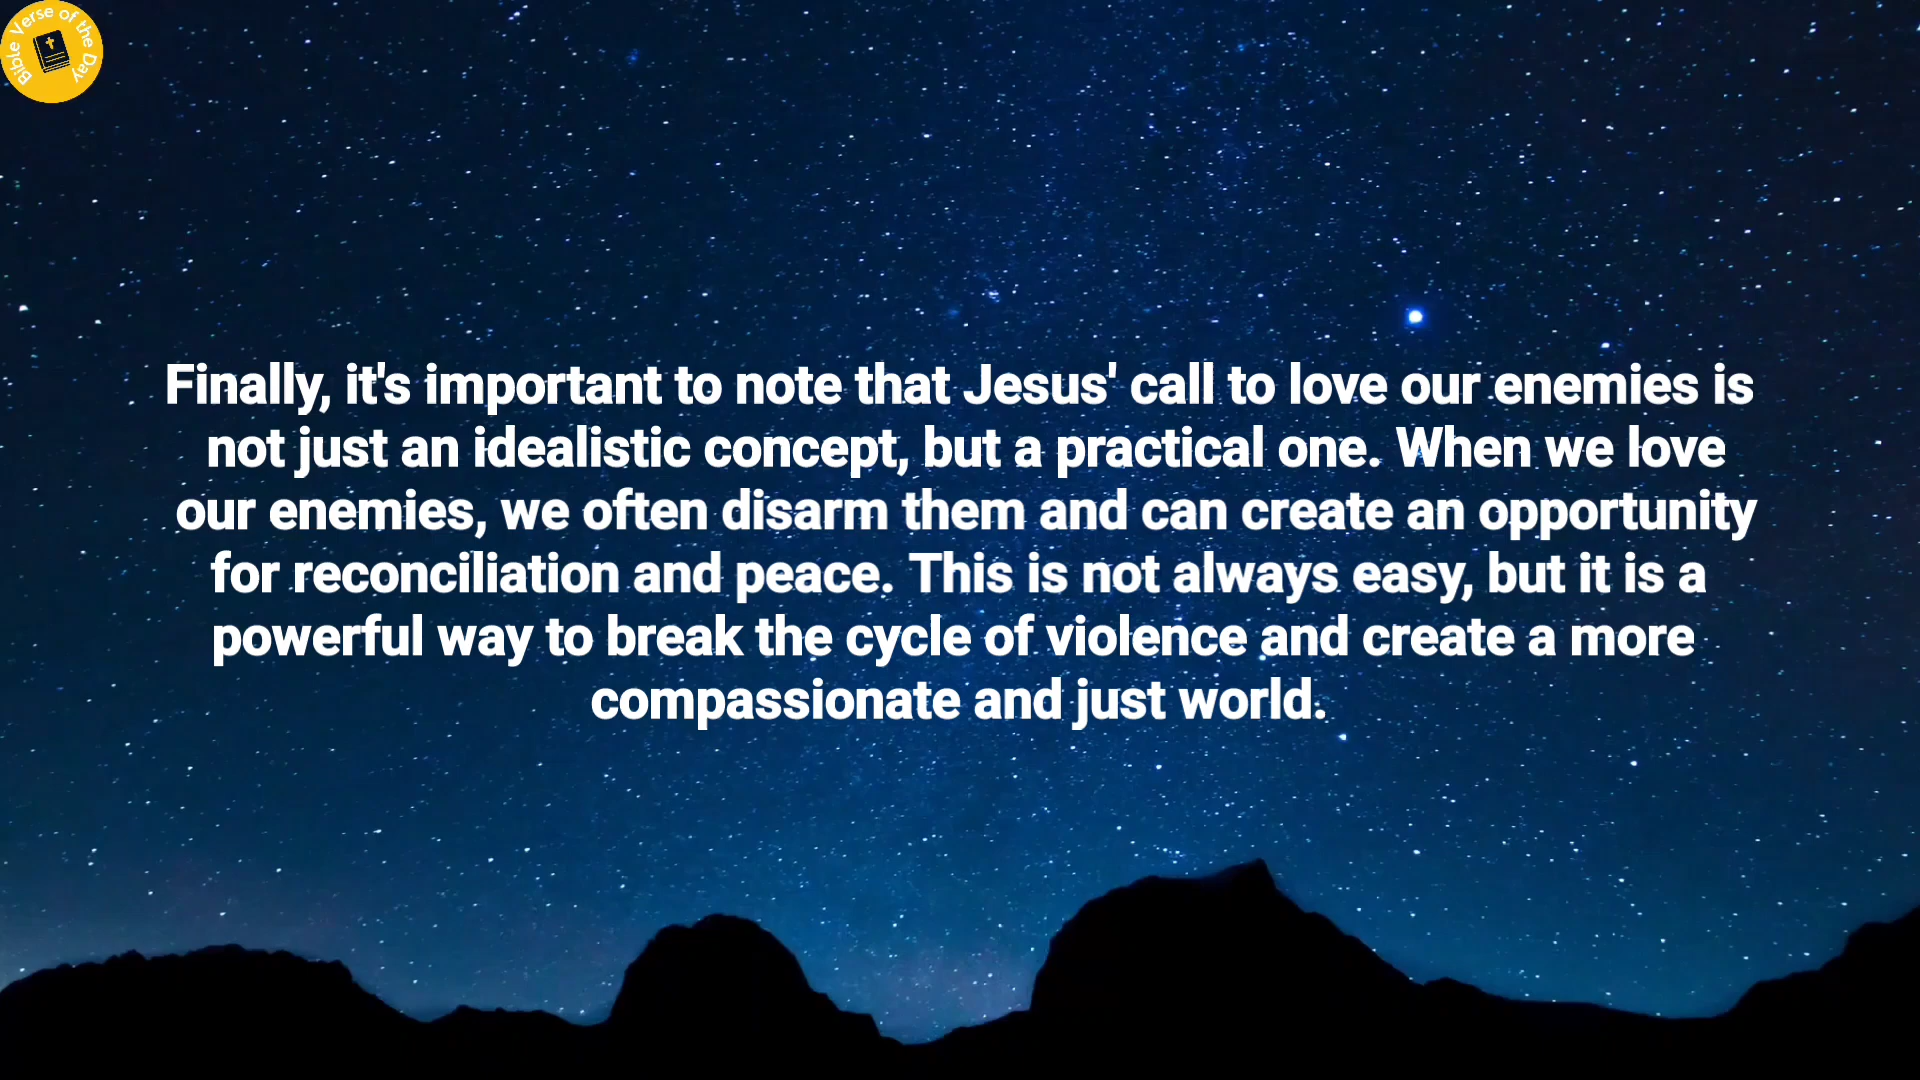 Bible Verse of the Day
Finally, it's important to note that Jesus' call to love our enemies is
not just an idealistic concept, but a practical one. When we love
our enemies, we often disarm them and can create an opportunity
for reconciliation and peace. This is not always easy, but it is a
powerful way to break the cycle of violence and create a more
compassionate and just world.